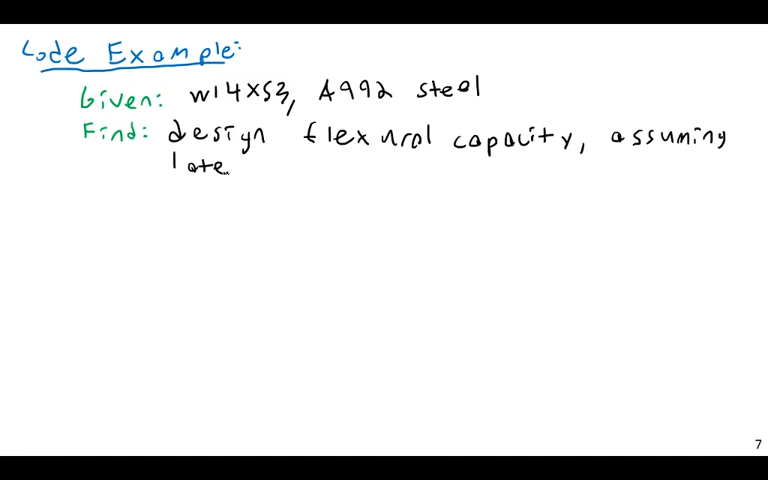 Code Example:
Given: W14X53, A992 steel
Find: design flexural capacity, assuming
late
7